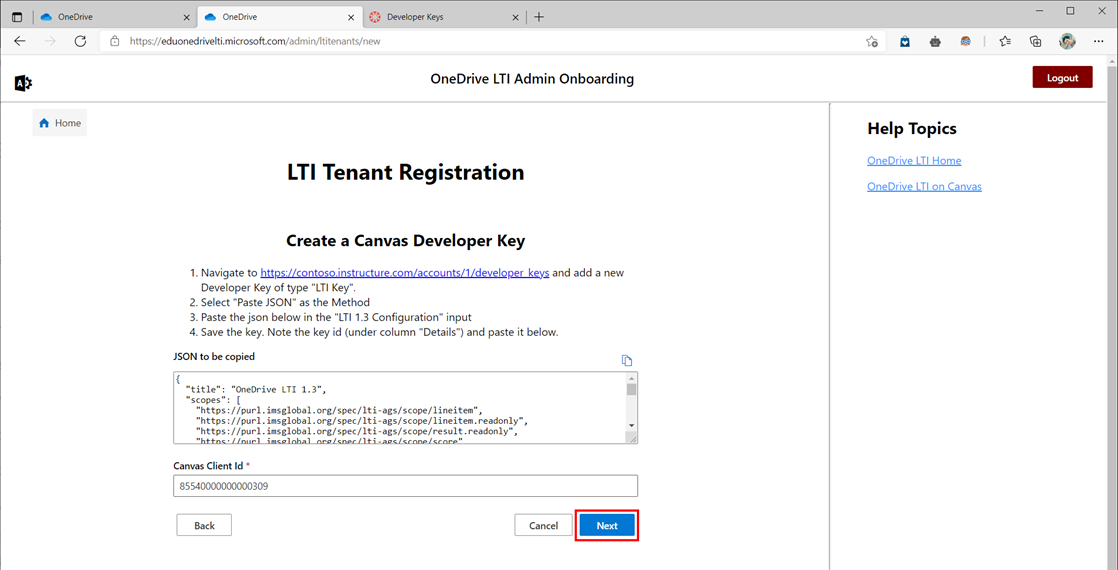 OneDrive
OneDrive
Developer Keys
https://eduonedrivelti.microsoft.com/admin/ltitenants/new
OneDrive LTI Admin Onboarding
Logout
Home
LTI Tenant Registration
Create a Canvas Developer Key
1. Navigate to https://contoso.instructure.com/accounts/1/developer_keys and add a new
Developer Key of type "LTI Key".
2. Select "Paste JSON" as the Method
3. Paste the json below in the "LTI 1.3 Configuration" input
4. Save the key. Note the key id (under column "Details") and paste it below.
JSON to be copied
{
"title": "OneDrive LTI 1.3",
"scopes": [
"https://purl.imsglobal.org/spec/lti-ags/scope/lineitem",
"https://purl.imsglobal.org/spec/lti-ags/scope/lineitem.readonly",
"https://purl.imsglobal.org/spec/lti-ags/scope/result.readonly",
"https://purl.imsglobal.org/spec/lti-ags/scope/score"
Canvas Client Id *
85540000000000309
Back
Cancel
Next
Help Topics
OneDrive LTI Home
OneDrive LTI on Canvas